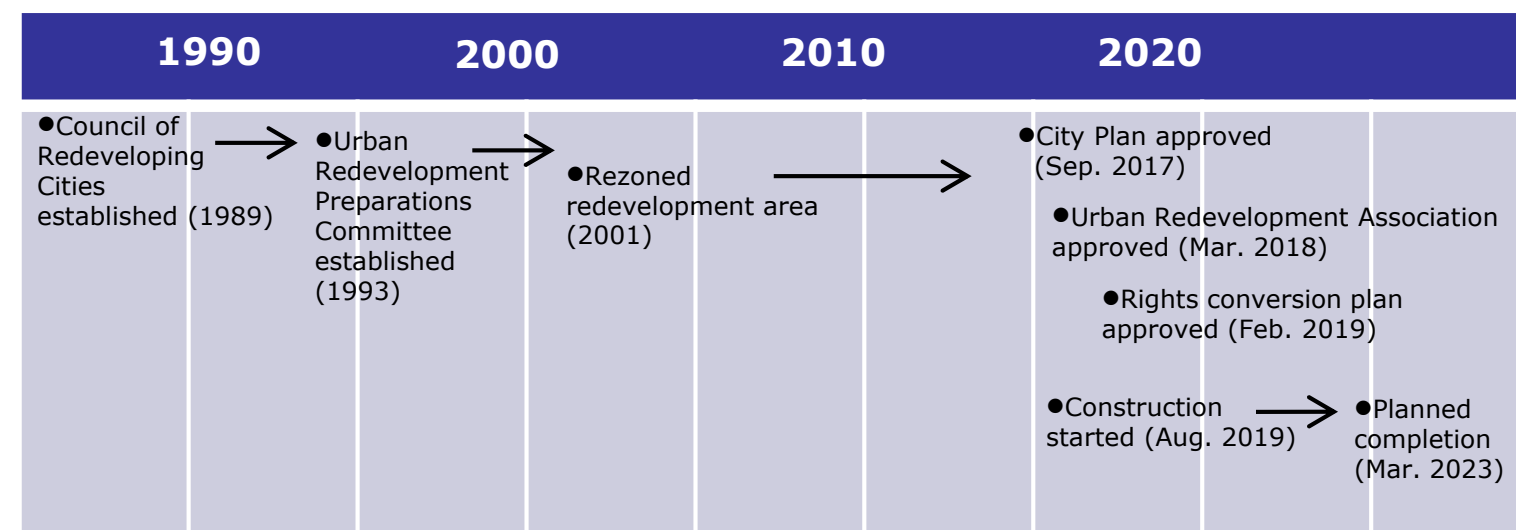 1990 2000 2010 2020
●Council of
Redeveloping
Cities
established (1989)
●Urban
Redevelopment
Preparations
Committee
established
(1993)
●Rezoned
redevelopment area
(2001)
●City Plan approved
(Sep. 2017)
●Urban Redevelopment Association
approved (Mar. 2018)
●Rights conversion plan
approved (Feb. 2019)
●Construction
started (Aug. 2019)
●Planned
completion
(Mar. 2023)